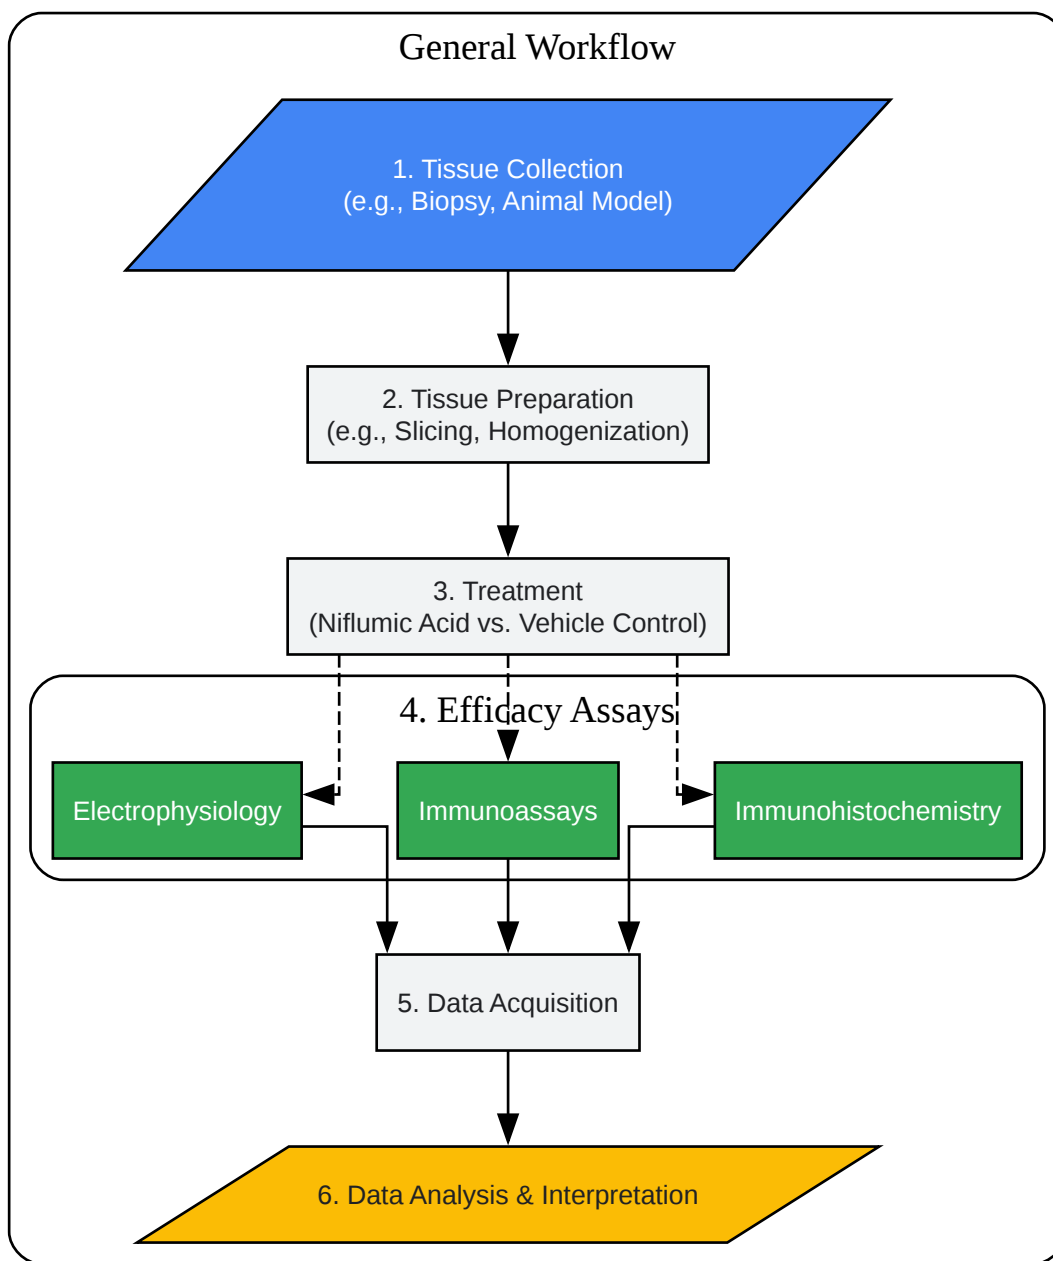 General Workflow
1. Tissue Collection
(e.g., Biopsy, Animal Model)
2. Tissue Preparation
(e.g., Slicing, Homogenization)
3. Treatment
(Niflumic Acid vs. Vehicle Control)
4. Efficacy Assays
Electrophysiology
Immunoassays
Immunohistochemistry
5. Data Acquisition
6. Data Analysis & Interpretation